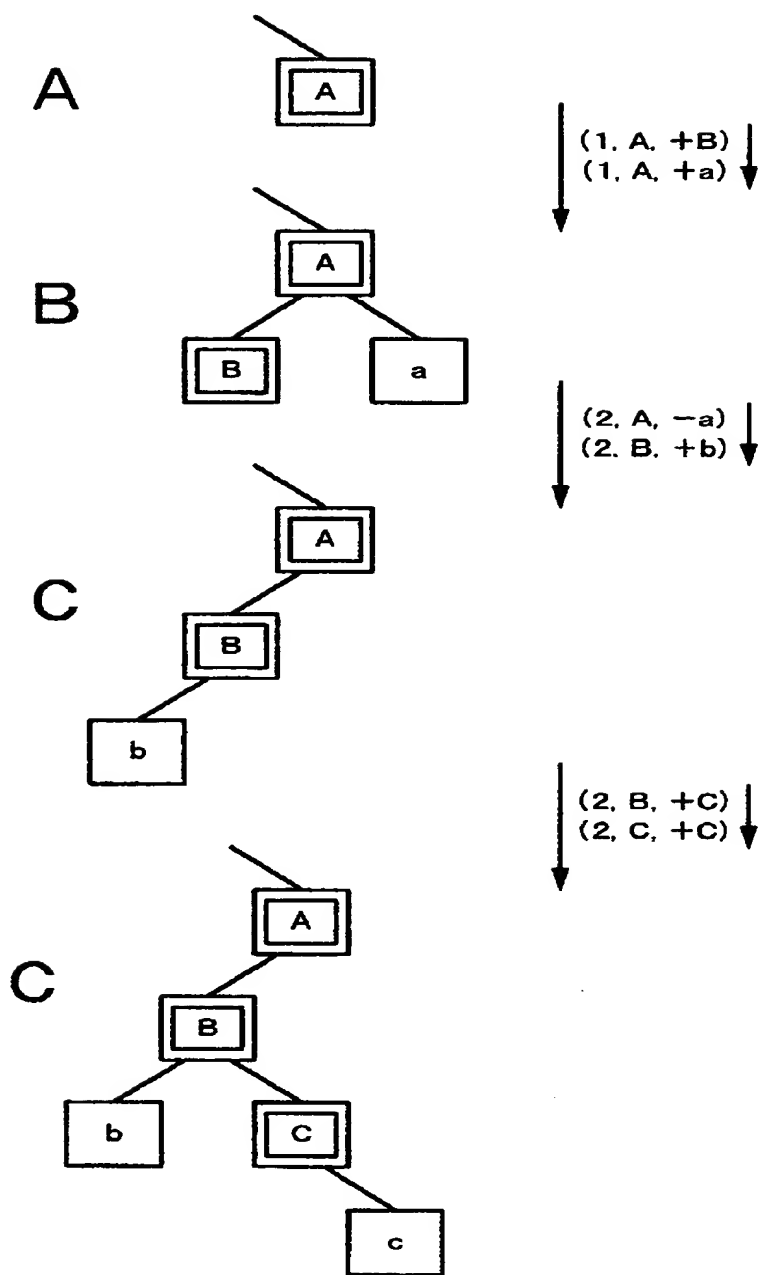 A
A
(1, A, +B)
(1, A, +a)
A
B
B
a
(2, A, −a)
(2. B, +b)
A
C
B
b
(2, B, +C)
(2, C, +C)
A
C
B
b
C
c